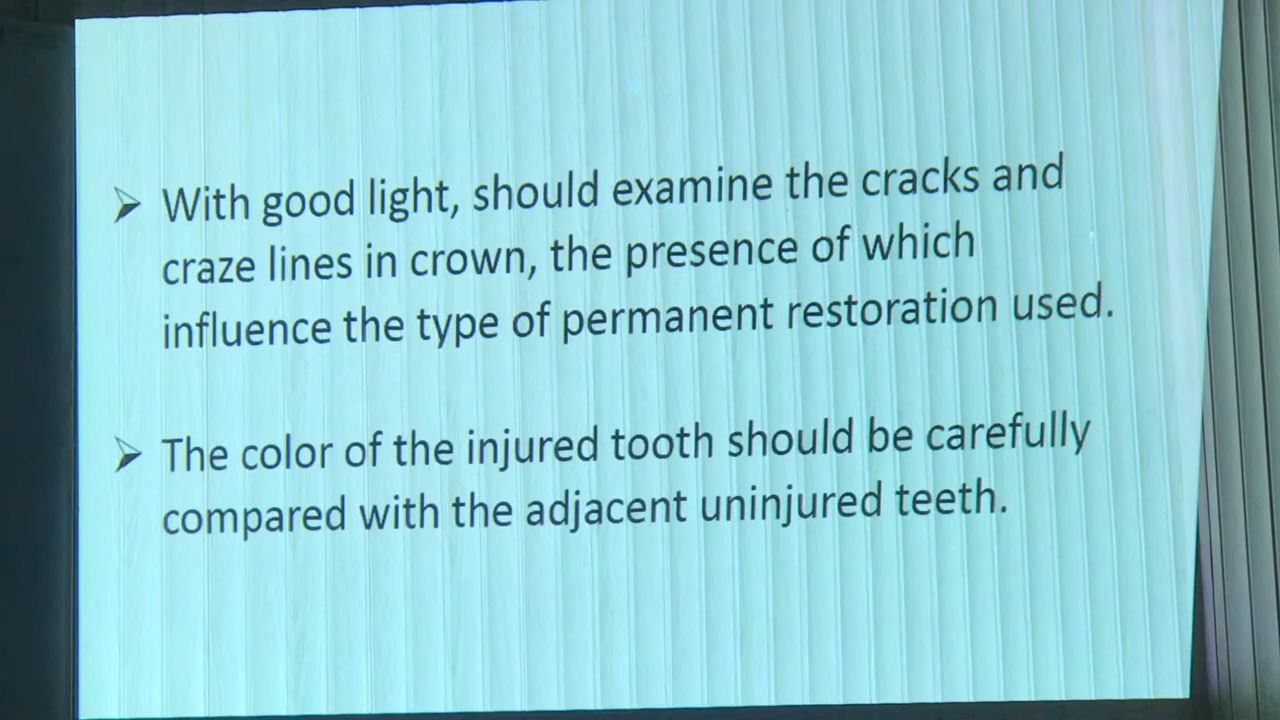 With good light, should examine the cracks and
craze lines in crown, the presence of which
influence the type of permanent restoration used.
The color of the injured tooth should be carefully
compared with the adjacent uninjured teeth.